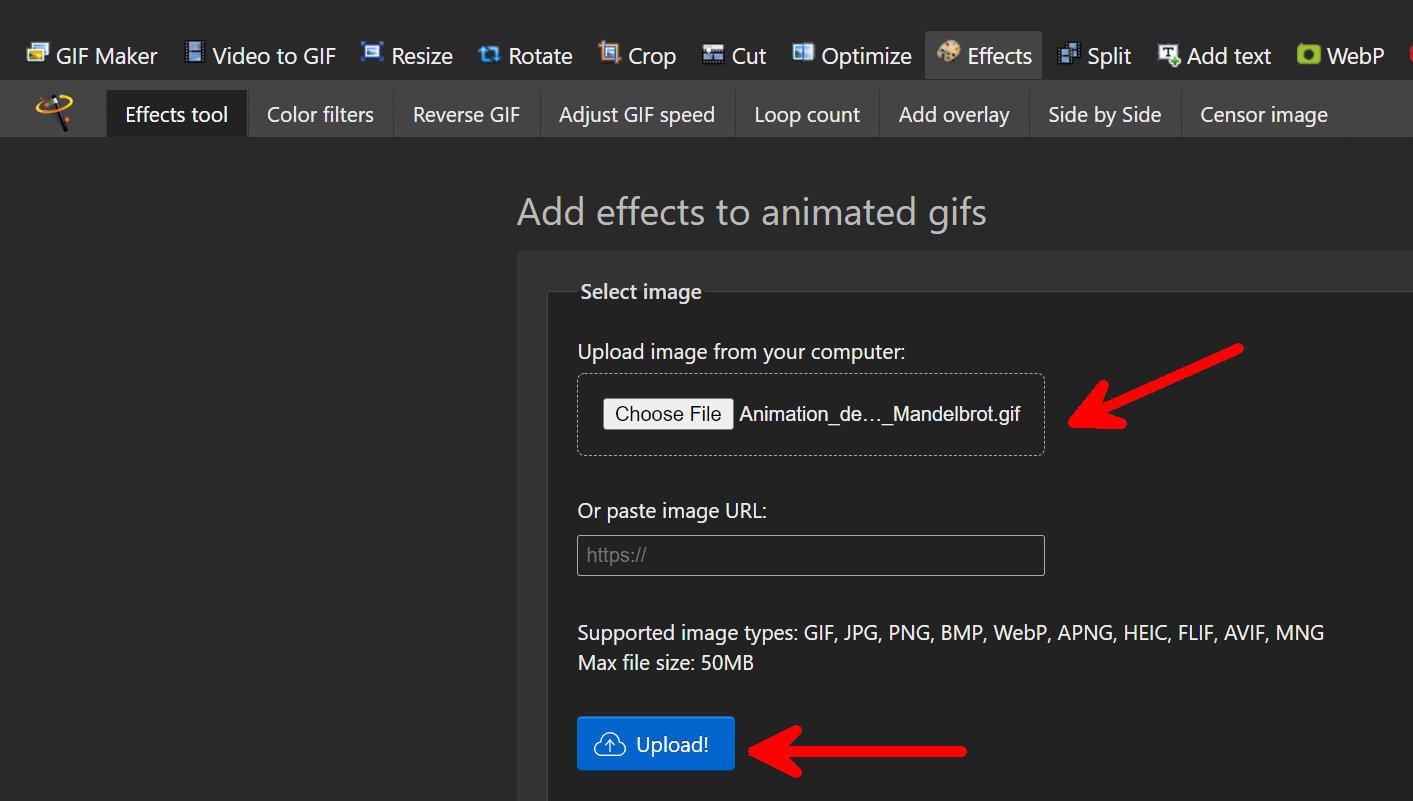 GIF Maker Video to GIF Resize Rotate Crop Cut Optimize Effects Split Add text WebP
Effects tool Color filters Reverse GIF Adjust GIF speed Loop count Add overlay Side by Side Censor image
Add effects to animated gifs
Select image
Upload image from your computer:
Choose File Animation_de…_Mandelbrot.gif
Or paste image URL:
https://
Supported image types: GIF, JPG, PNG, BMP, WebP, APNG, HEIC, FLIF, AVIF, MNG
Max file size: 50MB
Upload!